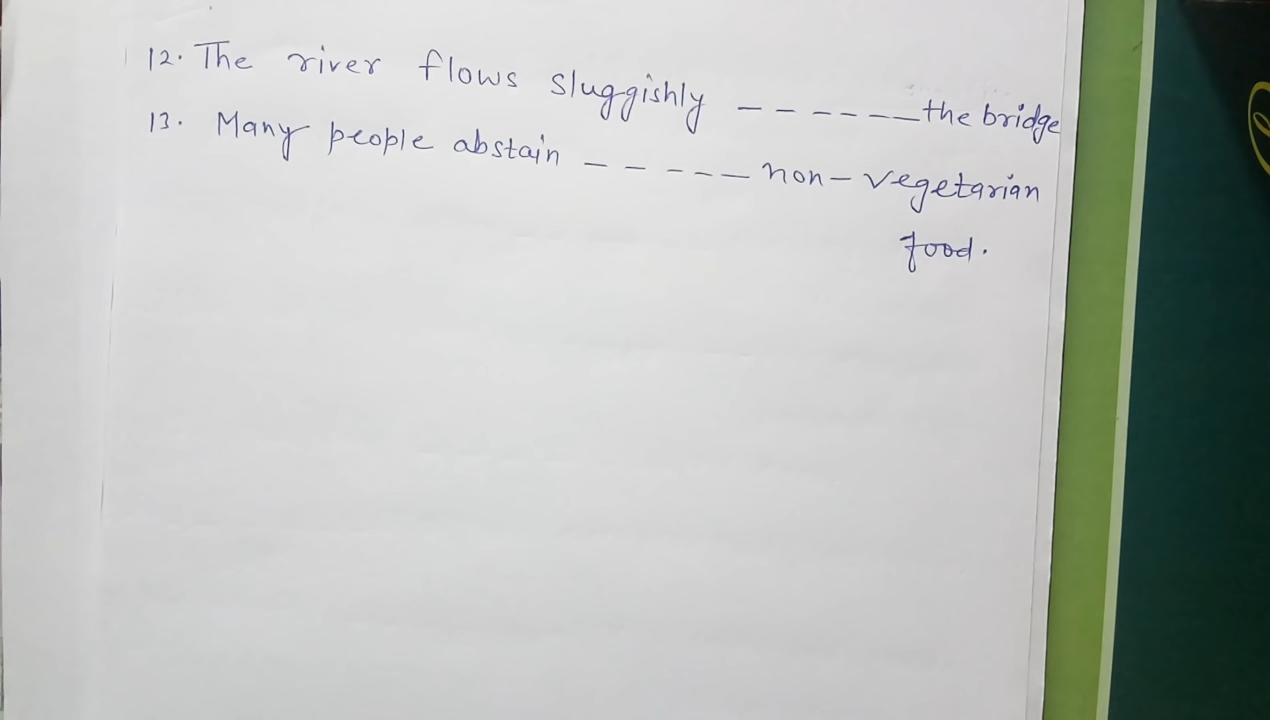 12. The river flows sluggishly ------ the bridge
13. Many people abstain ----- non-vegetarian
food.